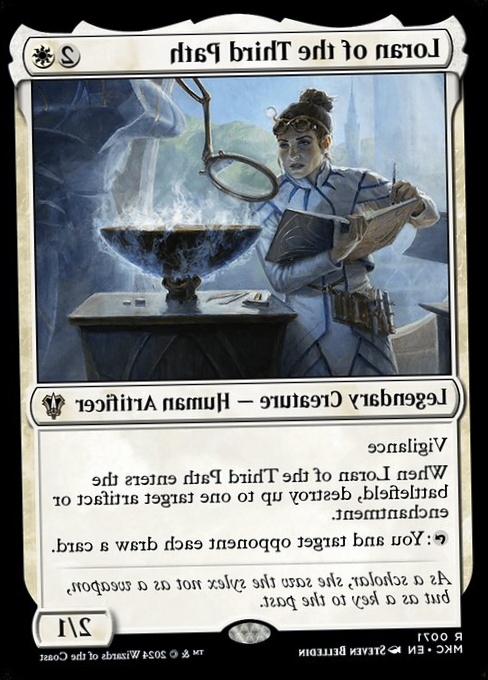 Loran of the Third Path 2
Legendary Creature — Human Artificer
Vigilance
When Loran of the Third Path enters the
battlefield, destroy up to one target artifact or
enchantment.
: You and target opponent each draw a card.
As a scholar, she saw the sylex not as a weapon,
but as a key to the past.
2/1
R 0071
MKC • EN STEVEN BELLEDIN
™ & © 2024 Wizards of the Coast